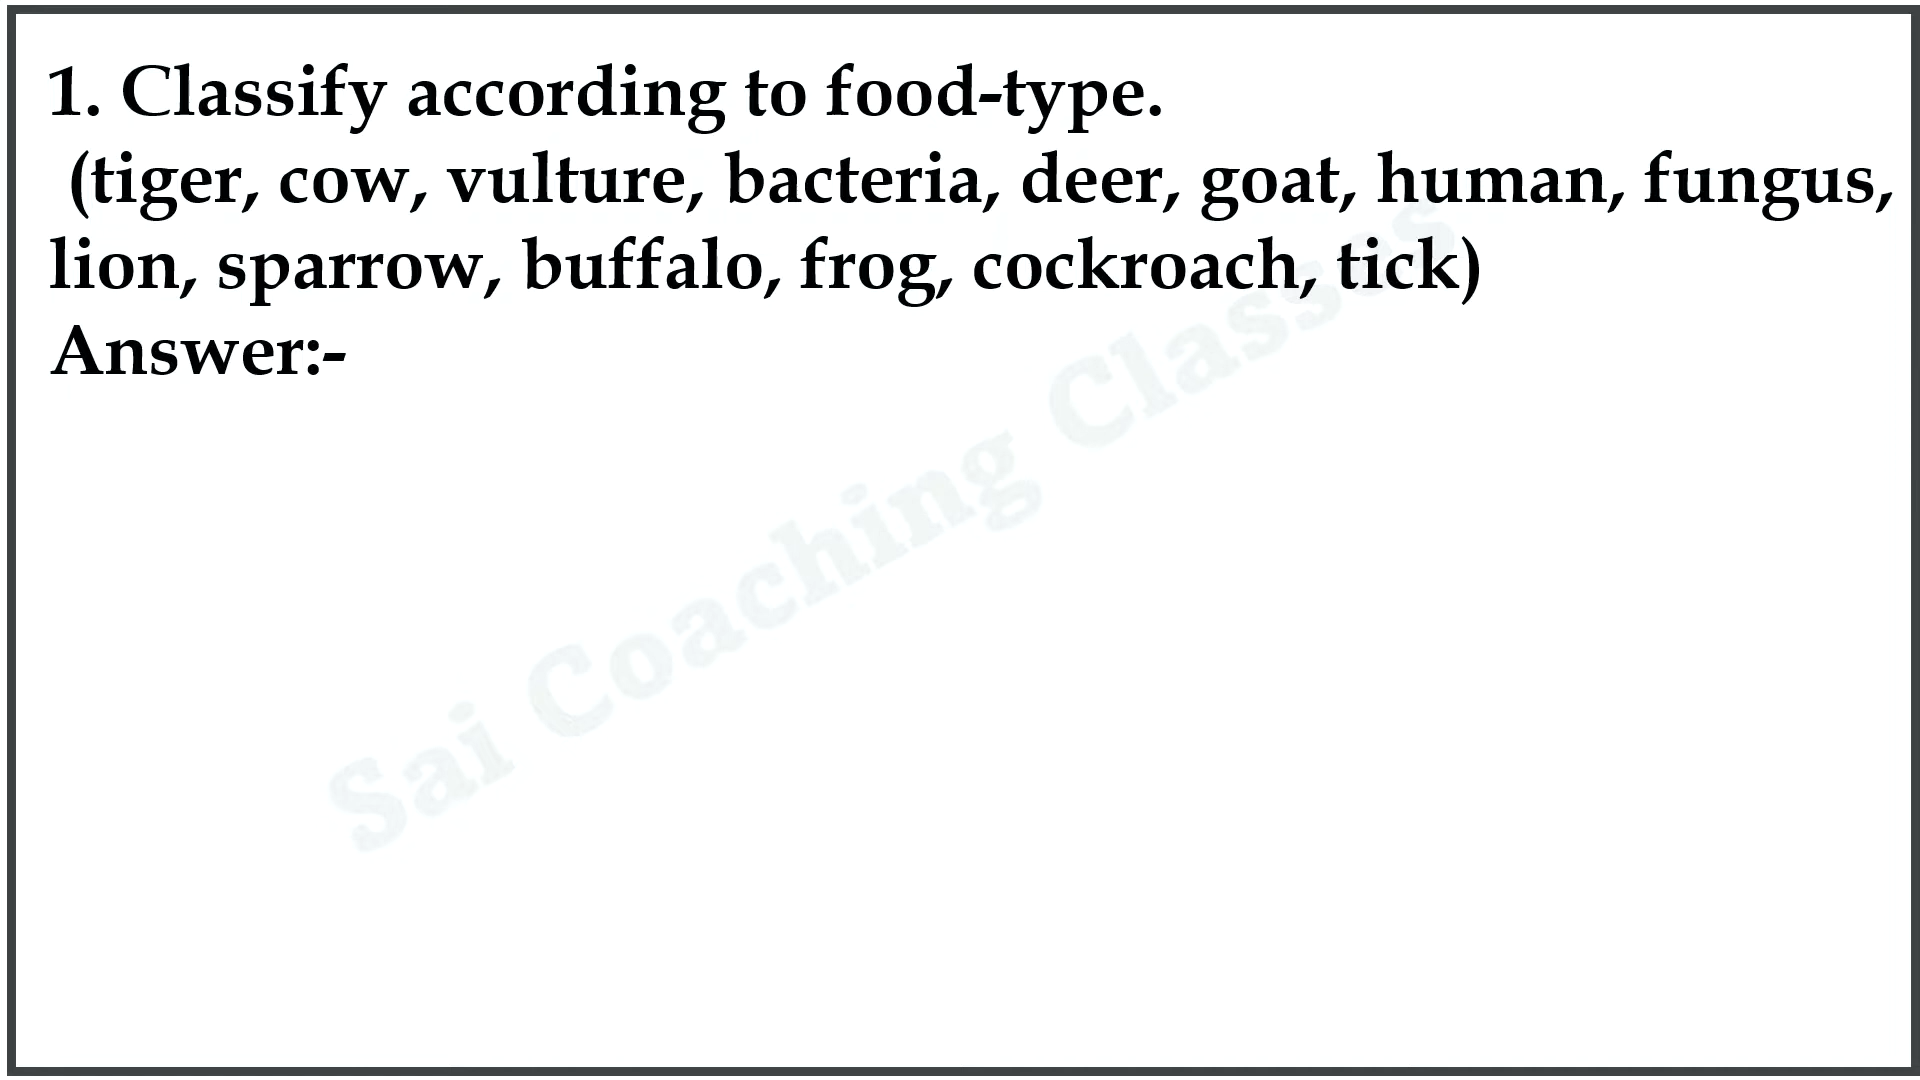 1. Classify according to food-type.
(tiger, cow, vulture, bacteria, deer, goat, human, fungus,
lion, sparrow, buffalo, frog, cockroach, tick)
Answer:-
Sai Coaching Classes